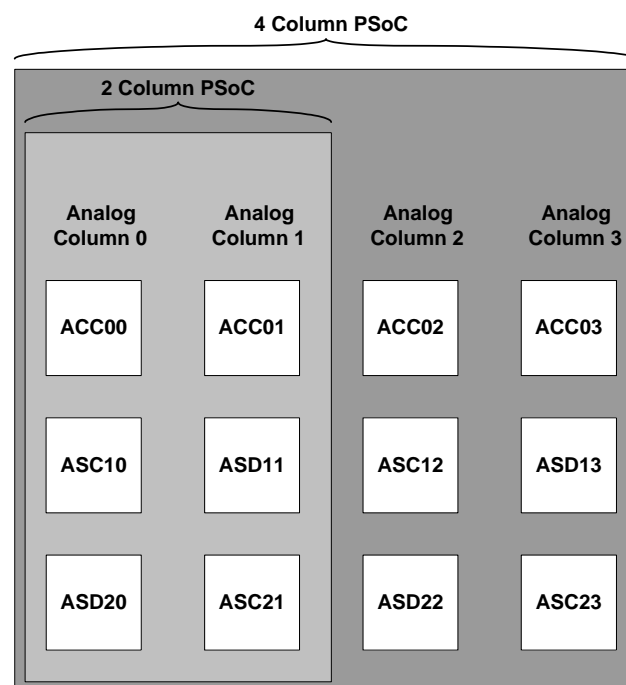 4 Column PSoC
2 Column PSoC
Analog Column 0
Analog Column 1
Analog Column 2
Analog Column 3
ACC00
ACC01
ACC02
ACC03
ASC10
ASD11
ASC12
ASD13
ASD20
ASC21
ASD22
ASC23